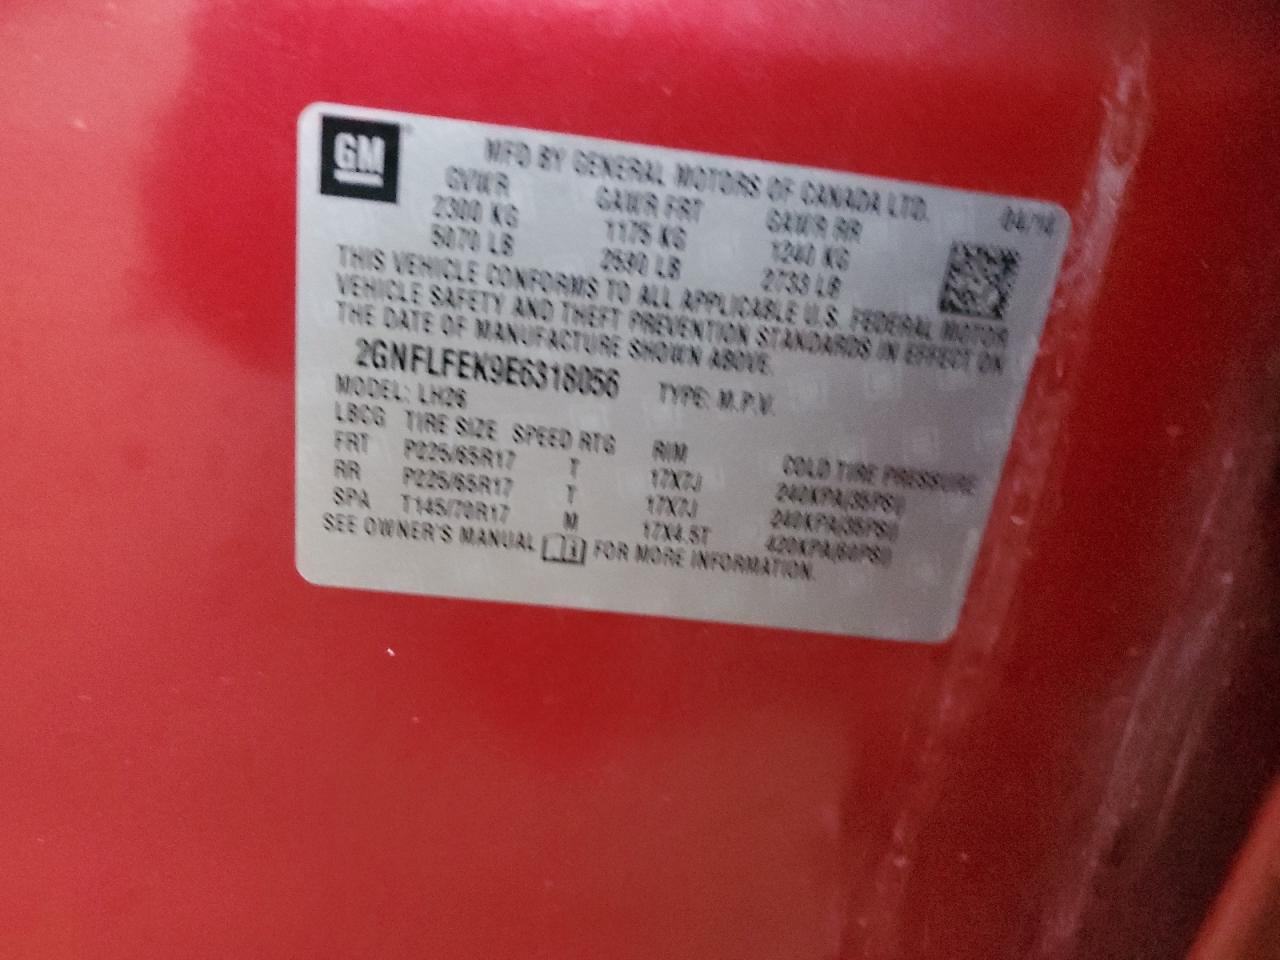 GM
MFD BY GENERAL MOTORS OF CANADA LTD.
GVWR GAWR FRT GAWR RR 04/14
2300 KG 1175 KG 1240 KG
5070 LB 2590 LB 2733 LB
THIS VEHICLE CONFORMS TO ALL APPLICABLE U.S. FEDERAL MOTOR
VEHICLE SAFETY AND THEFT PREVENTION STANDARDS IN EFFECT ON
THE DATE OF MANUFACTURE SHOWN ABOVE.
2GNFLFEK9E6318056 TYPE: M.P.V.
MODEL: LH26
LBCG TIRE SIZE SPEED RTG RIM COLD TIRE PRESSURE
FRT P225/65R17 T 17X7J 240KPA(35PSI)
RR P225/65R17 T 17X7J 240KPA(35PSI)
SPA T145/70R17 M 17X4.5T 420KPA(60PSI)
SEE OWNER'S MANUAL FOR MORE INFORMATION.